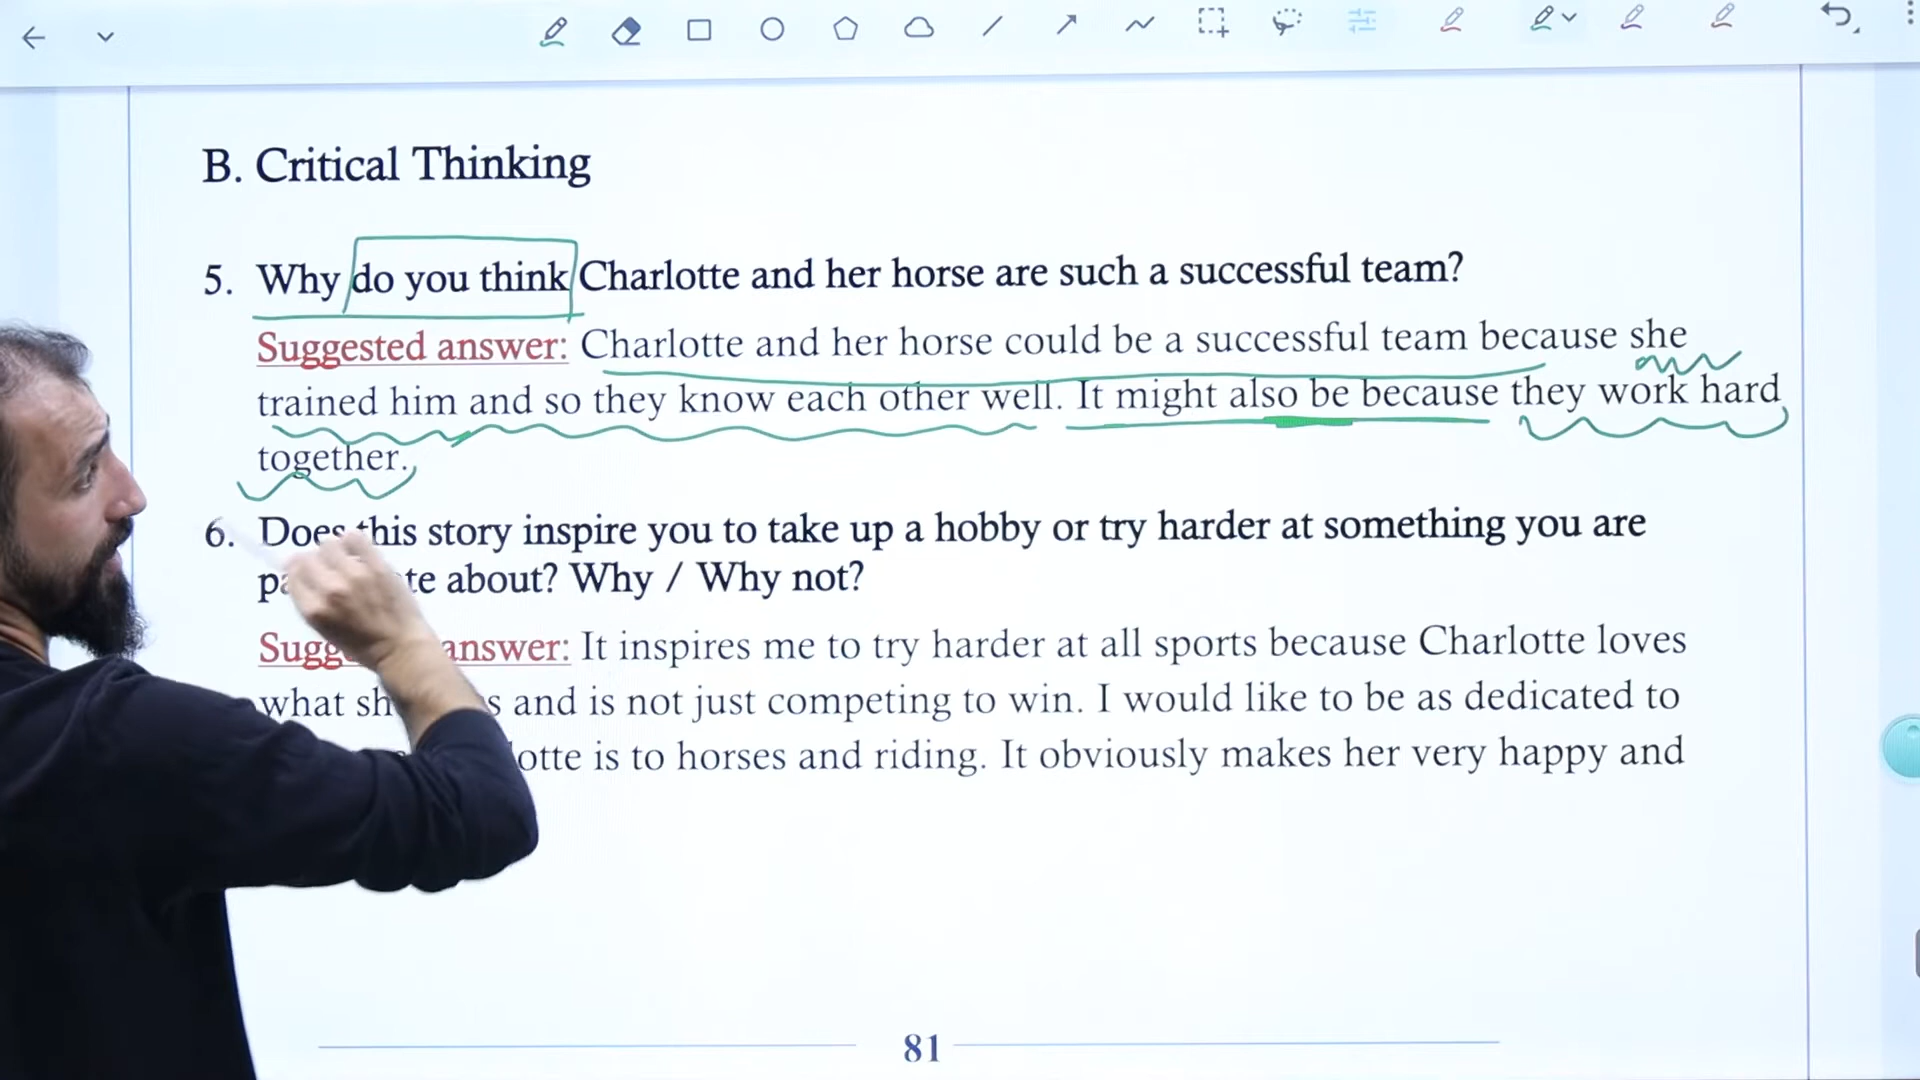 B. Critical Thinking
5. Why do you think Charlotte and her horse are such a successful team?
Suggested answer: Charlotte and her horse could be a successful team because she
trained him and so they know each other well. It might also be because they work hard
together.
6. Does this story inspire you to take up a hobby or try harder at something you are
about? Why / Why not?
answer: It inspires me to try harder at all sports because Charlotte loves
what and is not just competing to win. I would like to be as dedicated to
is to horses and riding. It obviously makes her very happy and
81